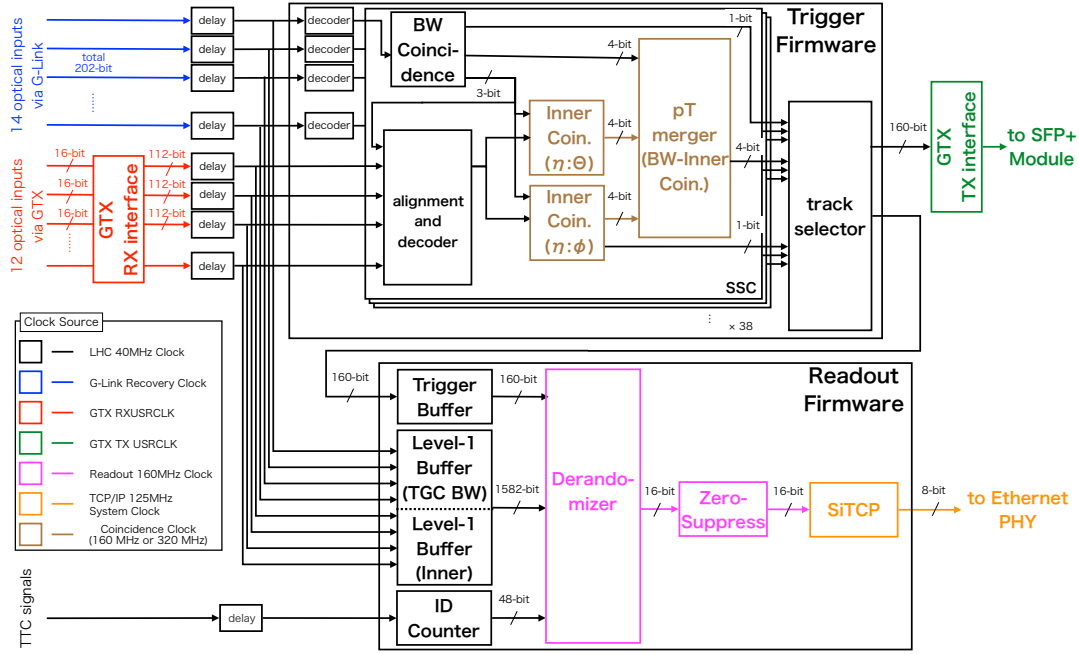 14 optical inputs
via G-Link
total
202-bit
......
delay
delay
delay
delay
decoder
decoder
decoder
decoder
BW
Coinci-
dence
1-bit
4-bit
3-bit
Trigger
Firmware
12 optical inputs
via GTX
16-bit
16-bit
16-bit
......
GTX
RX interface
112-bit
112-bit
112-bit
delay
delay
delay
delay
alignment
and
decoder
Inner
Coin.
(η:Θ)
4-bit
Inner
Coin.
(η:ϕ)
4-bit
pT
merger
(BW-Inner
Coin.)
4-bit
1-bit
SSC
...
× 38
track
selector
160-bit
GTX
TX interface
to SFP+
Module
Clock Source
LHC 40MHz Clock
G-Link Recovery Clock
GTX RXUSRCLK
GTX TX USRCLK
Readout 160MHz Clock
TCP/IP 125MHz
System Clock
Coincidence Clock
(160 MHz or 320 MHz)
Readout
Firmware
160-bit
Trigger
Buffer
160-bit
Level-1
Buffer
(TGC BW)
Level-1
Buffer
(Inner)
1582-bit
ID
Counter
48-bit
Derando-
mizer
16-bit
Zero-
Suppress
16-bit
SiTCP
8-bit
to Ethernet
PHY
TTC signals
delay